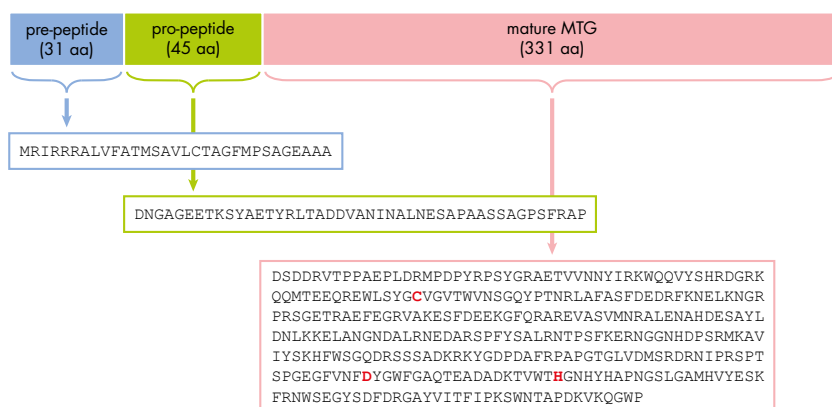 pre-peptide
(31 aa)
pro-peptide
(45 aa)
mature MTG
(331 aa)
MRIRRRALVFATMSAVLCTAGFMPSAGEAAA
DNGAGEETKSYAETYRLTADDVANINALNESAPAASSAGPSFRAP
DSDDRVTPPAEPLDRMPDPYRPSYGRAETVVNNYIRKWQQVYSHRDGRK
QQMTEEQREWLSYGCVGVTWVNSGQYPTNRLAFASFDEDRFKNELKNGR
PRSGETRAEFEGRVAKESFDEEKGFQRAREVASVMNRALENAHDESAYL
DNLKKELANGNDALRNEDARSPFYSALRNTPSFKERNGGNHDPSRMKAV
IYSKHFWSGQDRSSSADKRKYGDPDAFRPAPGTGLVDMSRDRNIPRSPT
SPGEGFVNFDYGWFGAQTEADADKTVWTHGNHYHAPNGSLGAMHVYESK
FRNWSEGYSDFDRGAYVITFIPKSWNTAPDKVKQGWP